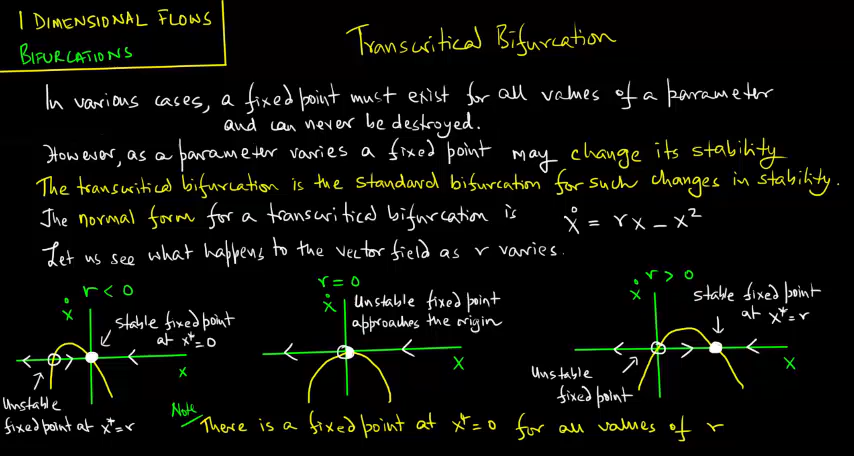 1 DIMENSIONAL FLOWS
BIFURCATIONS
Transcritical Bifurcation
In various cases, a fixed point must exist for all values of a parameter
and can never be destroyed.
However, as a parameter varies a fixed point may change its stability
The transcritical bifurcation is the standard bifurcation for such changes in stability.
The normal form for a transcritical bifurcation is ẋ = rx - x²
Let us see what happens to the vector field as r varies.
r < 0
ẋ
Stable fixed point
at x* = 0
x
Unstable
fixed point at x* = r
r = 0
ẋ
Unstable fixed point
approaches the origin
x
r > 0
ẋ
Stable fixed point
at x* = r
x
Unstable
fixed point
Note
There is a fixed point at x* = 0 for all values of r